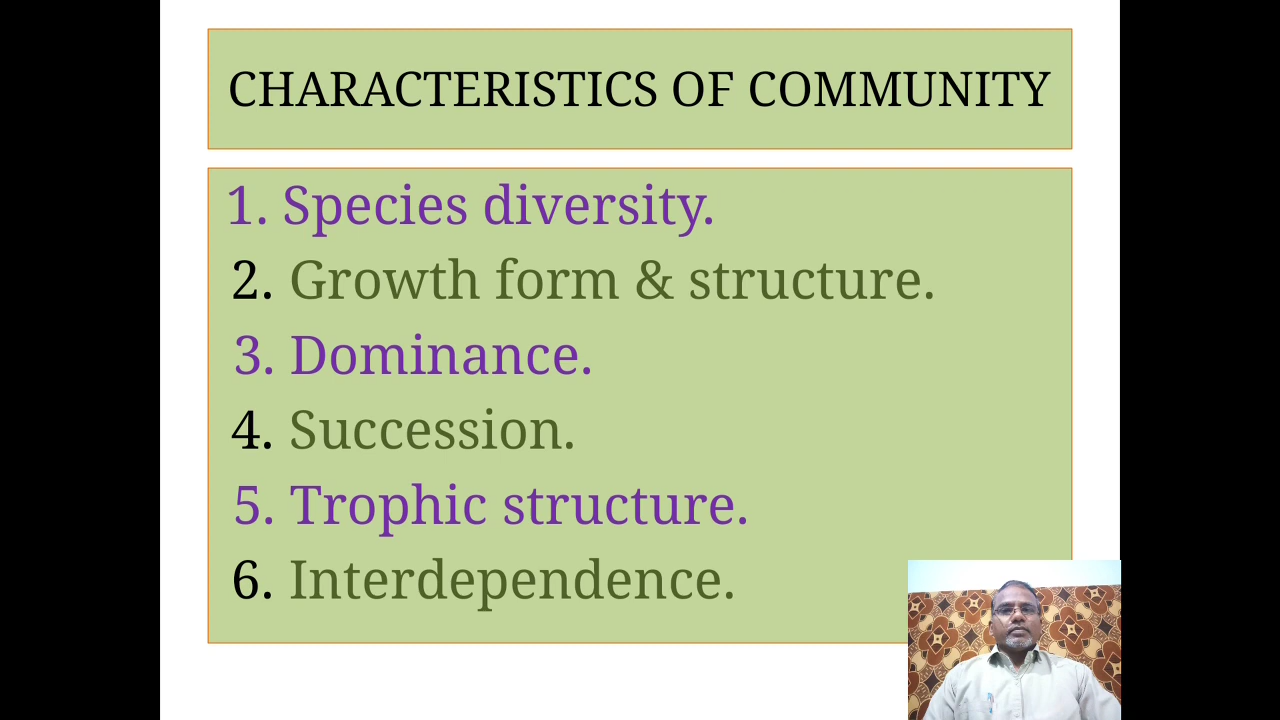 CHARACTERISTICS OF COMMUNITY
1. Species diversity.
2. Growth form & structure.
3. Dominance.
4. Succession.
5. Trophic structure.
6. Interdependence.